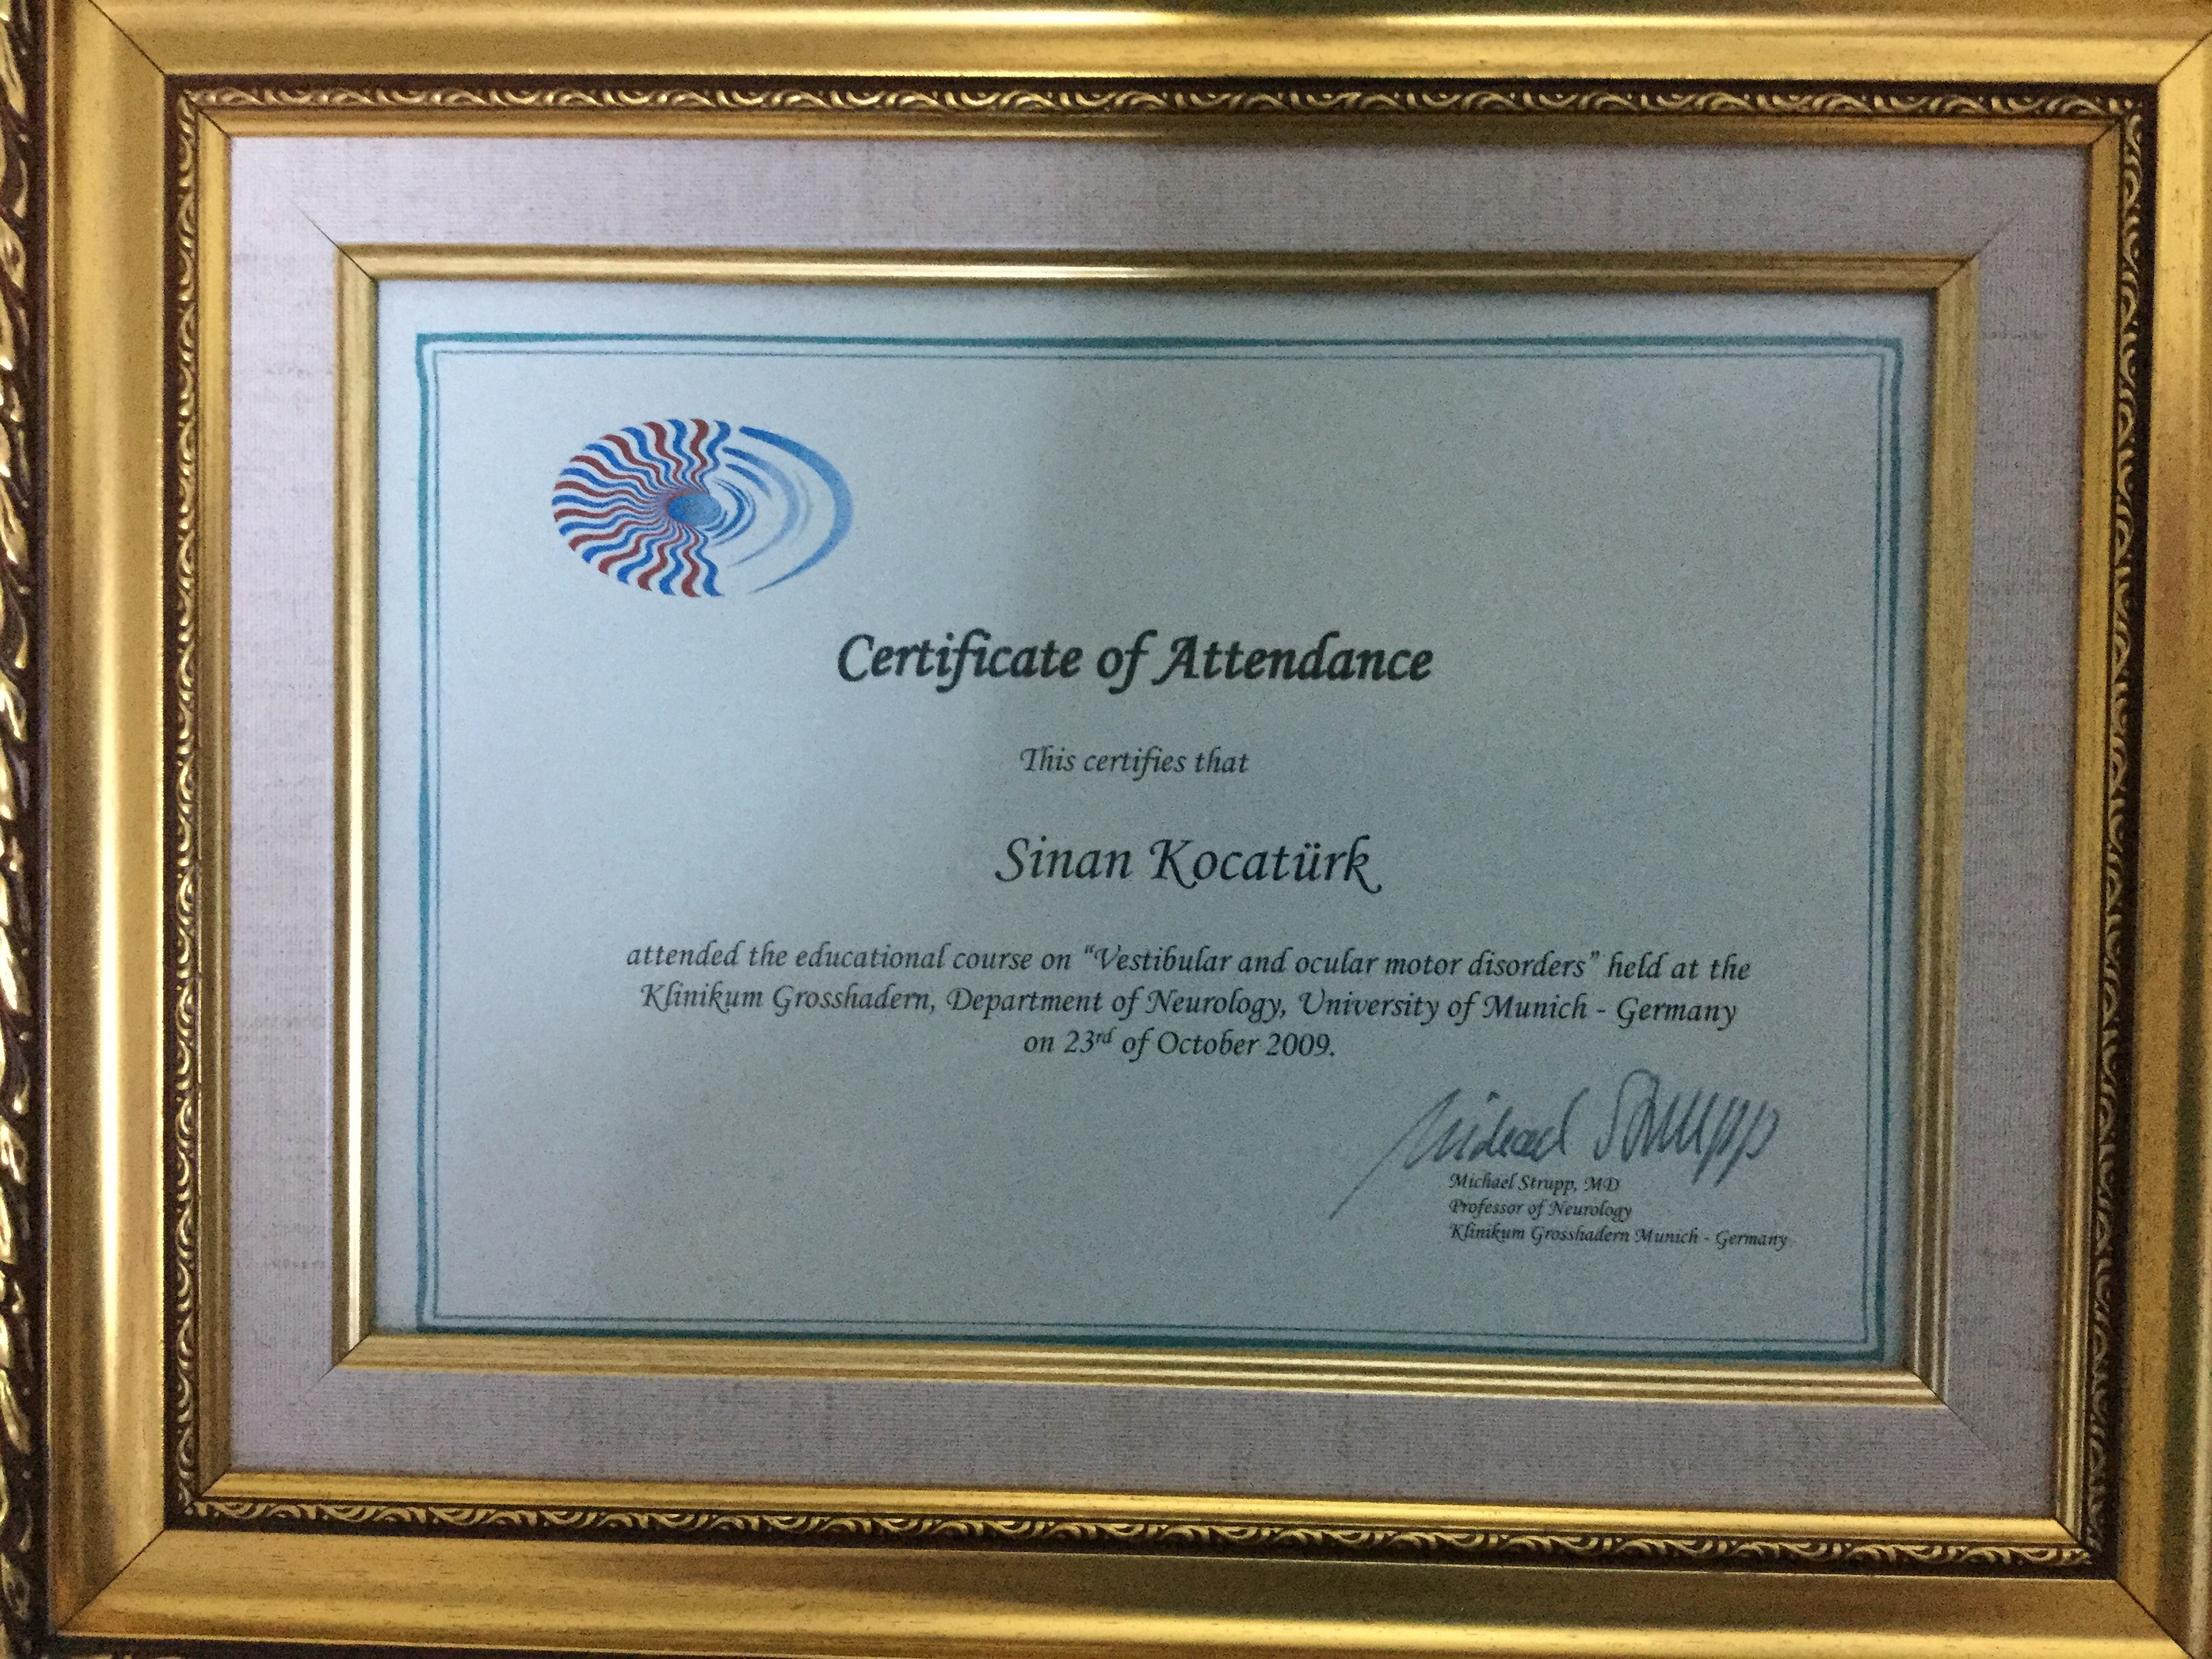 Certificate of Attendance
This certifies that
Sinan Kocatürk
attended the educational course on “Vestibular and ocular motor disorders” held at the
Klinikum Grosshadern, Department of Neurology, University of Munich - Germany
on 23rd of October 2009.
Michael Strupp
Michael Strupp, MD
Professor of Neurology
Klinikum Grosshadern Munich - Germany